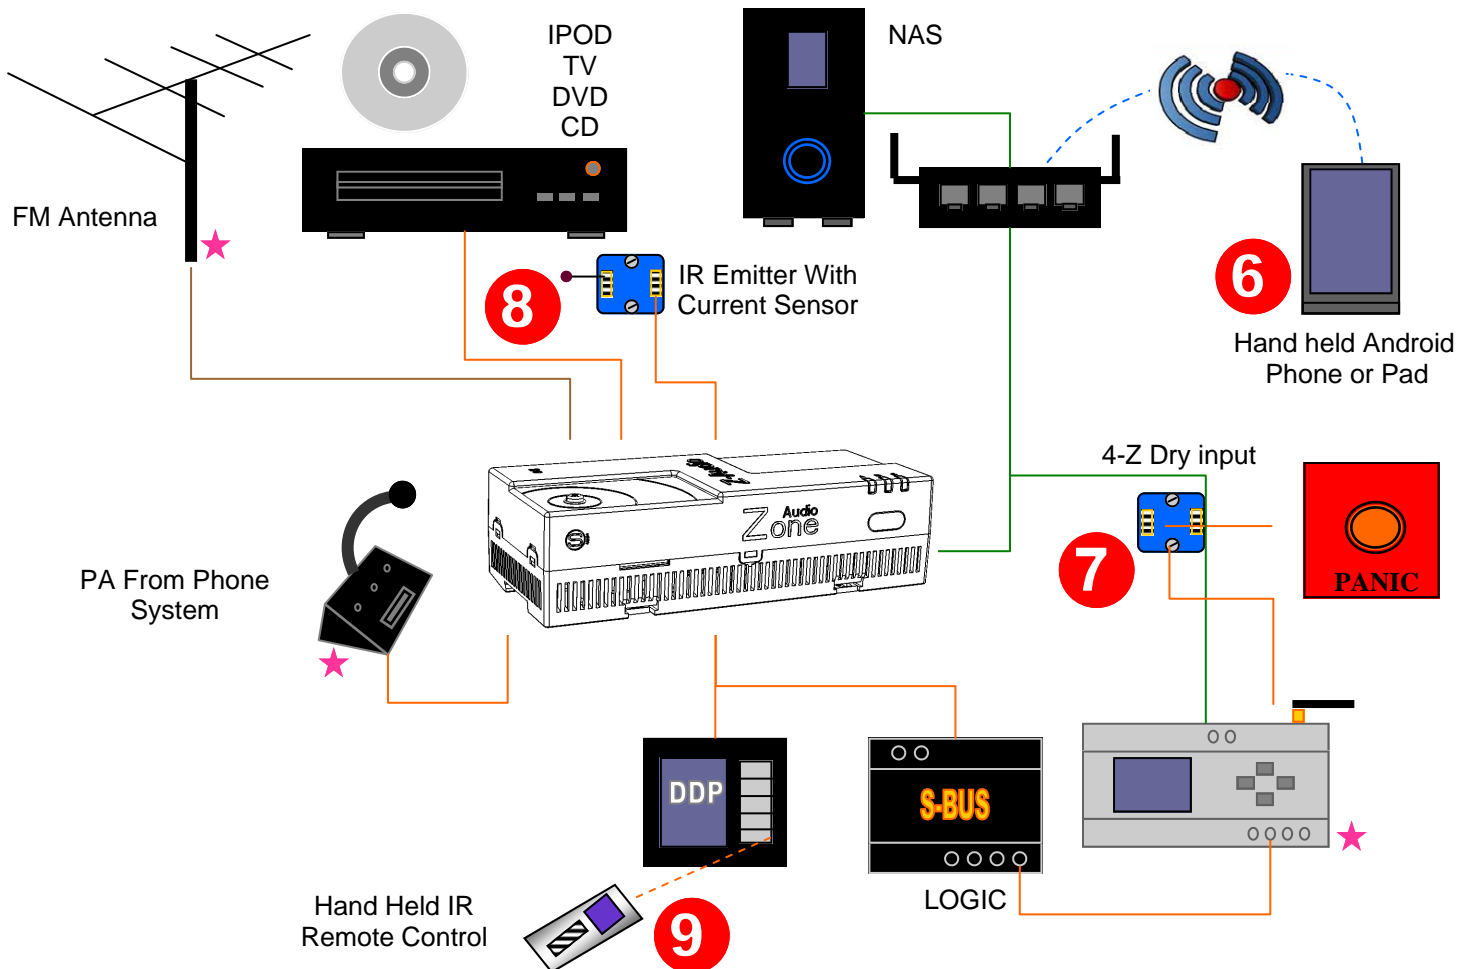 IPOD
TV
DVD
CD
NAS
FM Antenna
8
IR Emitter With
Current Sensor
6
Hand held Android
Phone or Pad
4-Z Dry input
Z-Audio
Zone
Audio
7
PANIC
PA From Phone
System
DDP
S-BUS
LOGIC
Hand Held IR
Remote Control
9